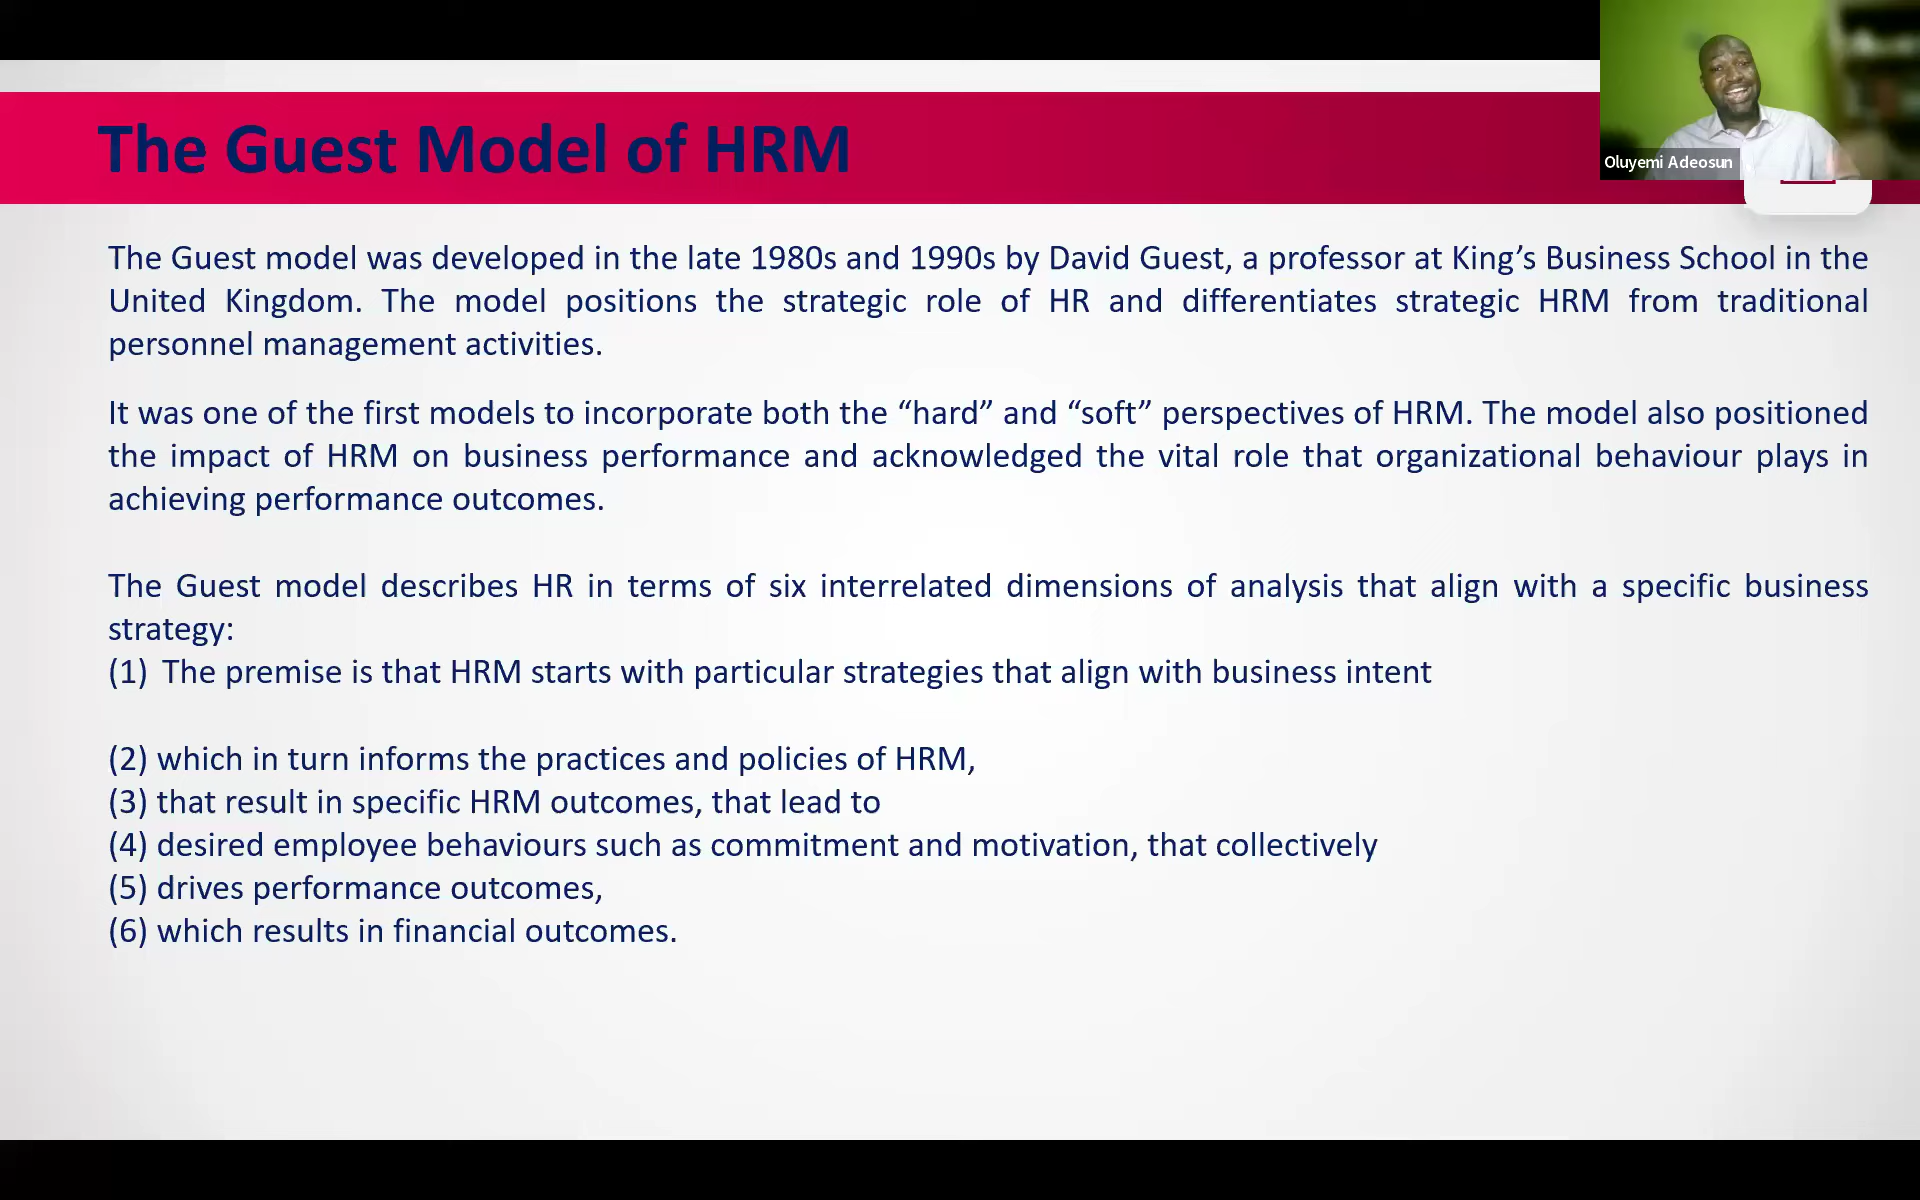 The Guest Model of HRM
Oluyemi Adeosun
The Guest model was developed in the late 1980s and 1990s by David Guest, a professor at King’s Business School in the
United Kingdom. The model positions the strategic role of HR and differentiates strategic HRM from traditional
personnel management activities.
It was one of the first models to incorporate both the “hard” and “soft” perspectives of HRM. The model also positioned
the impact of HRM on business performance and acknowledged the vital role that organizational behaviour plays in
achieving performance outcomes.
The Guest model describes HR in terms of six interrelated dimensions of analysis that align with a specific business
strategy:
(1) The premise is that HRM starts with particular strategies that align with business intent
(2) which in turn informs the practices and policies of HRM,
(3) that result in specific HRM outcomes, that lead to
(4) desired employee behaviours such as commitment and motivation, that collectively
(5) drives performance outcomes,
(6) which results in financial outcomes.